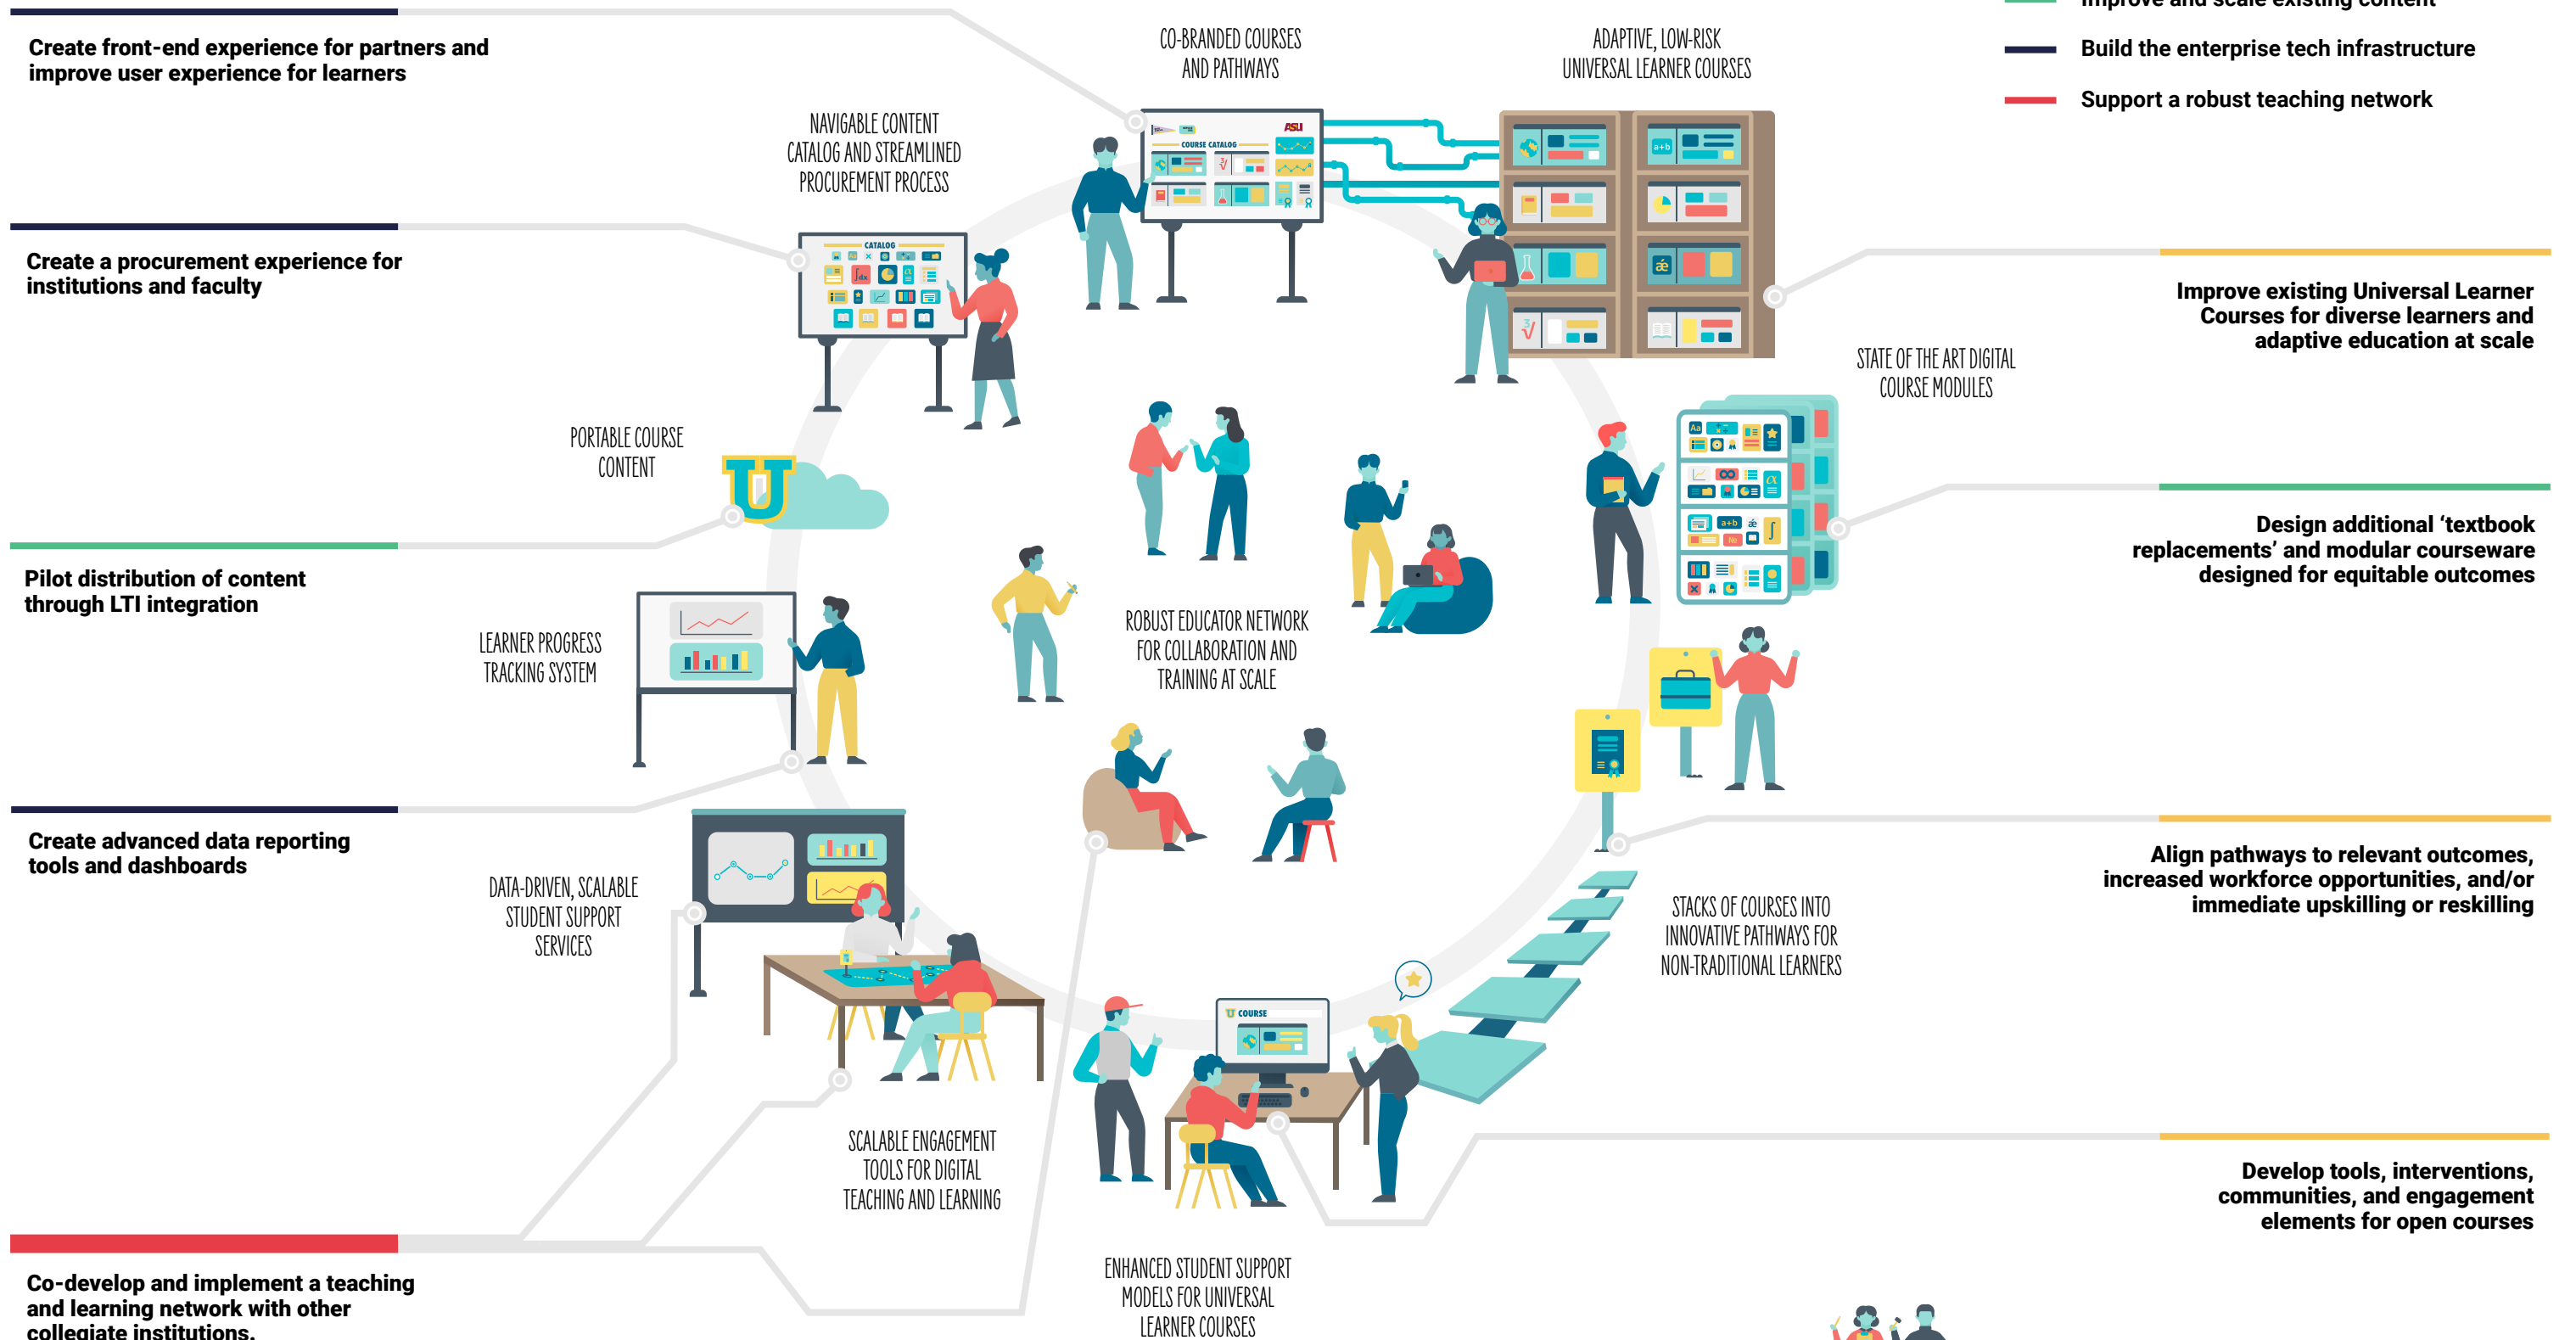 Improve and scale existing content
Build the enterprise tech infrastructure
Support a robust teaching network
Create front-end experience for partners and
improve user experience for learners
CO-BRANDED COURSES
AND PATHWAYS
ADAPTIVE, LOW-RISK
UNIVERSAL LEARNER COURSES
NAVIGABLE CONTENT
CATALOG AND STREAMLINED
PROCUREMENT PROCESS
ASU
COURSE CATALOG
3√
a+b
æ
3√
CATALOG
Aa
∫dx
α
Create a procurement experience for
institutions and faculty
Improve existing Universal Learner
Courses for diverse learners and
adaptive education at scale
STATE OF THE ART DIGITAL
COURSE MODULES
Aa
α
a+b
æ
∫
No
PORTABLE COURSE
CONTENT
U
Pilot distribution of content
through LTI integration
Design additional ‘textbook
replacements’ and modular courseware
designed for equitable outcomes
LEARNER PROGRESS
TRACKING SYSTEM
ROBUST EDUCATOR NETWORK
FOR COLLABORATION AND
TRAINING AT SCALE
Create advanced data reporting
tools and dashboards
Align pathways to relevant outcomes,
increased workforce opportunities, and/or
immediate upskilling or reskilling
DATA-DRIVEN, SCALABLE
STUDENT SUPPORT
SERVICES
STACKS OF COURSES INTO
INNOVATIVE PATHWAYS FOR
NON-TRADITIONAL LEARNERS
U COURSE
SCALABLE ENGAGEMENT
TOOLS FOR DIGITAL
TEACHING AND LEARNING
Develop tools, interventions,
communities, and engagement
elements for open courses
Co-develop and implement a teaching
and learning network with other
collegiate institutions.
ENHANCED STUDENT SUPPORT
MODELS FOR UNIVERSAL
LEARNER COURSES